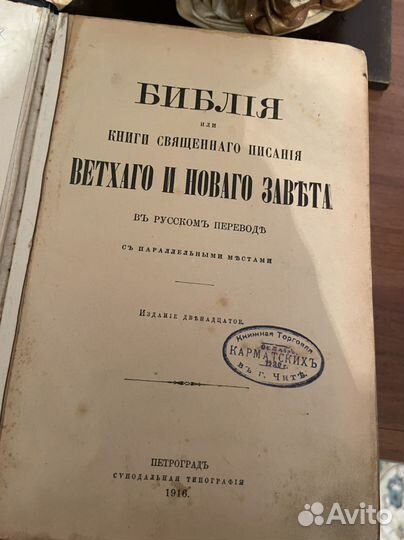 БИБЛІЯ
ИЛИ
КНИГИ СВЯЩЕННАГО ПИСАНІЯ
ВЕТХАГО И НОВАГО ЗАВѢТА
ВЪ РУССКОМЪ ПЕРЕВОДѢ
СЪ ПАРАЛЛЕЛЬНЫМИ МѢСТАМИ
ИЗДАНІЕ ДВѢНАДЦАТОЕ.
Книжная Торговля
КАРМАТСКИХЪ
въ г. Читѣ.
ПЕТРОГРАДЪ
СУНОДАЛЬНАЯ ТИПОГРАФІЯ
1916.
Avito